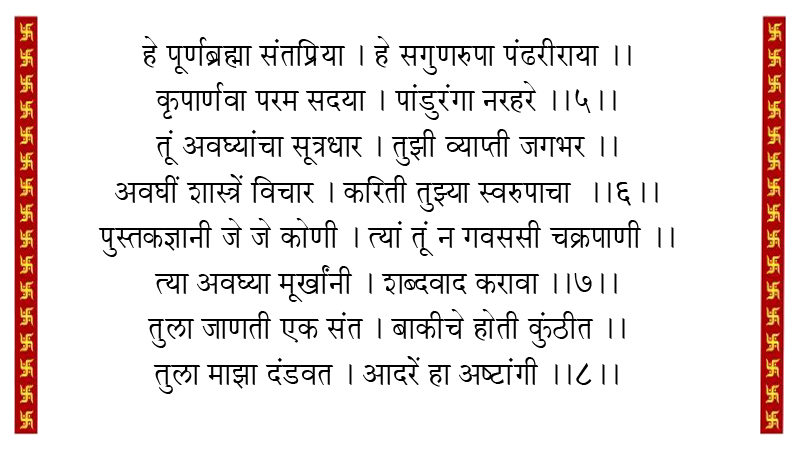 हे पूर्णब्रह्मा संतप्रिया । हे सगुणरुपा पंढरीराया ।।
कृपार्णवा परम सदया । पांडुरंगा नरहरे ।।५।।
तूं अवघ्यांचा सूत्रधार । तुझी व्याप्ती जगभर ।।
अवघीं शास्त्रें विचार । करिती तुझ्या स्वरुपाचा ।।६।।
पुस्तकज्ञानी जे जे कोणी । त्यां तूं न गवससी चक्रपाणी ।।
त्या अवघ्या मूर्खांनी । शब्दवाद करावा ।।७।।
तुला जाणती एक संत । बाकीचे होती कुंठीत ।।
तुला माझा दंडवत । आदरें हा अष्टांगी ।।८।।